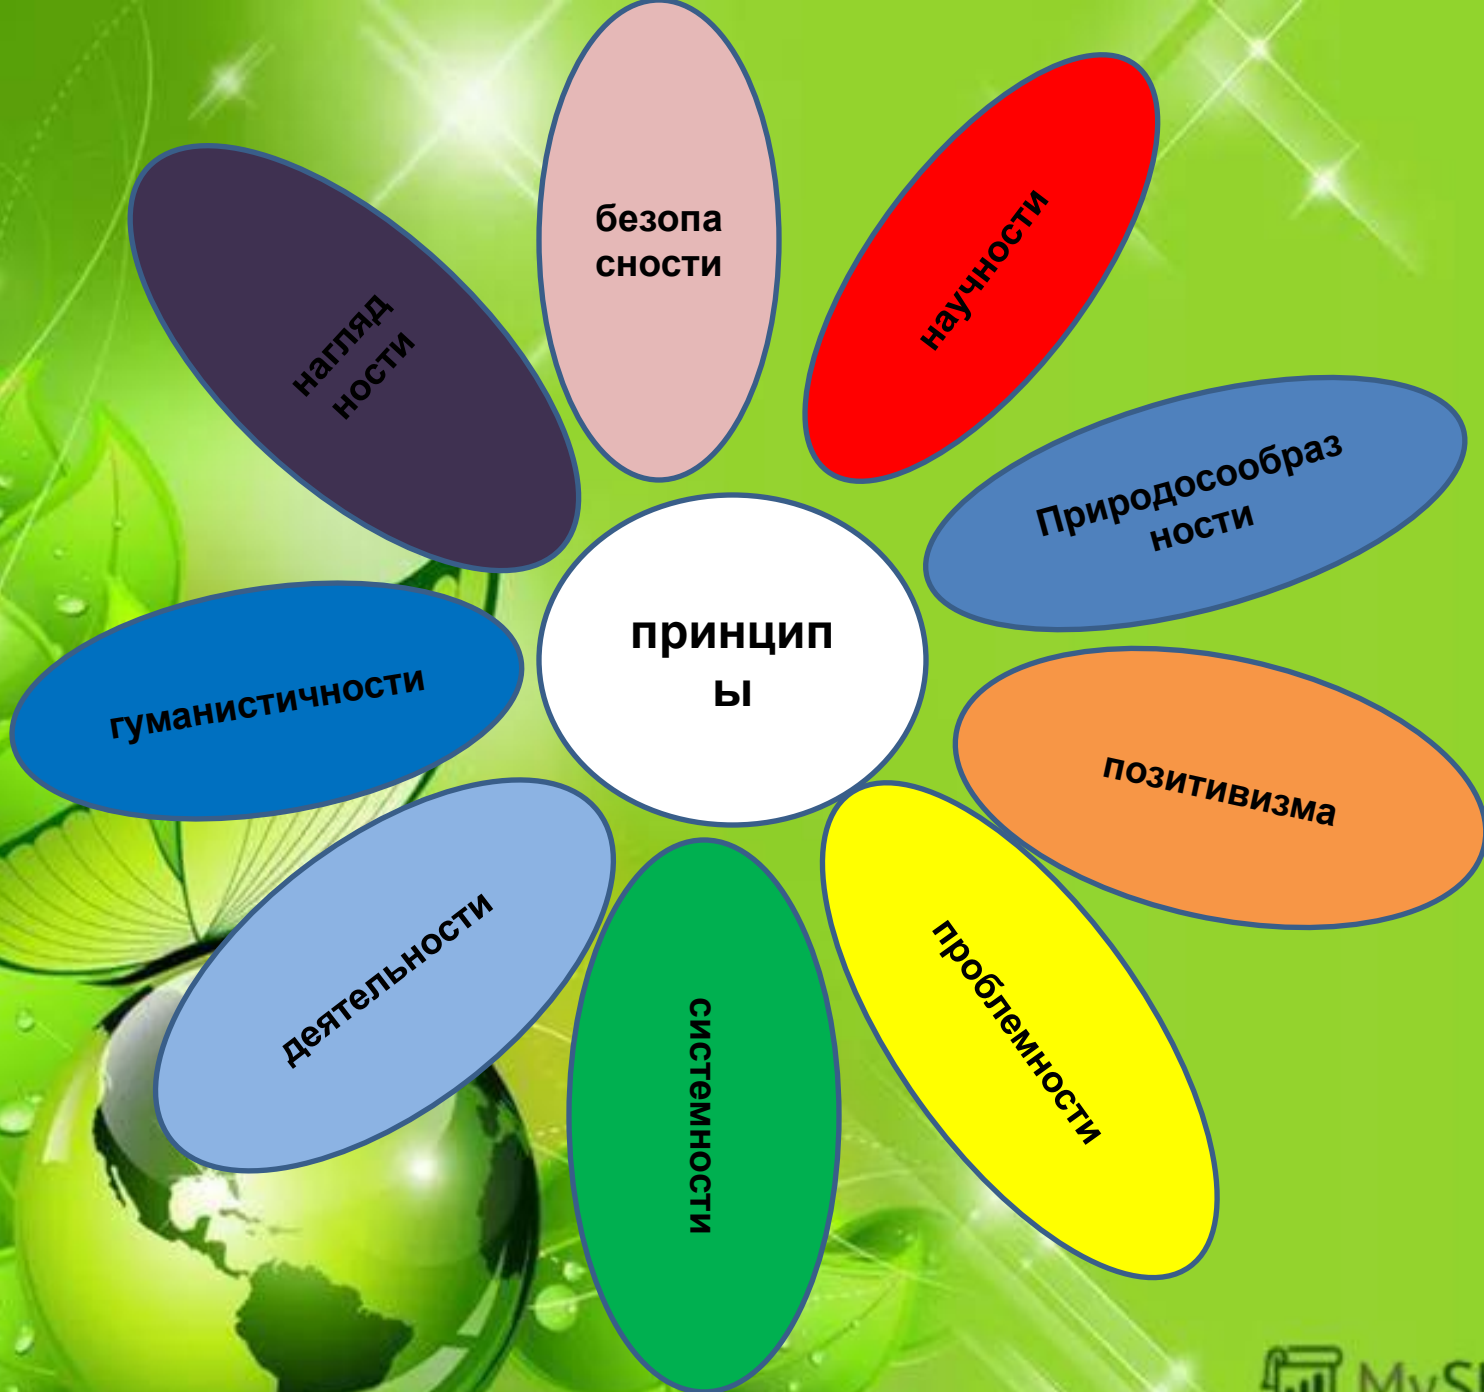 безопа
сности
научности
нагляд
ности
Природосообраз
ности
принцип
ы
гуманистичности
позитивизма
деятельности
проблемности
системности